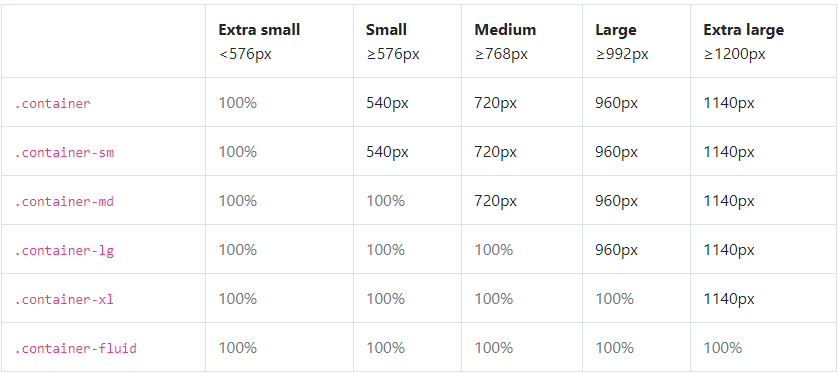 Extra small Small Medium Large Extra large
<576px ≥576px ≥768px ≥992px ≥1200px
.container 100% 540px 720px 960px 1140px
.container-sm 100% 540px 720px 960px 1140px
.container-md 100% 100% 720px 960px 1140px
.container-lg 100% 100% 100% 960px 1140px
.container-xl 100% 100% 100% 100% 1140px
.container-fluid 100% 100% 100% 100% 100%